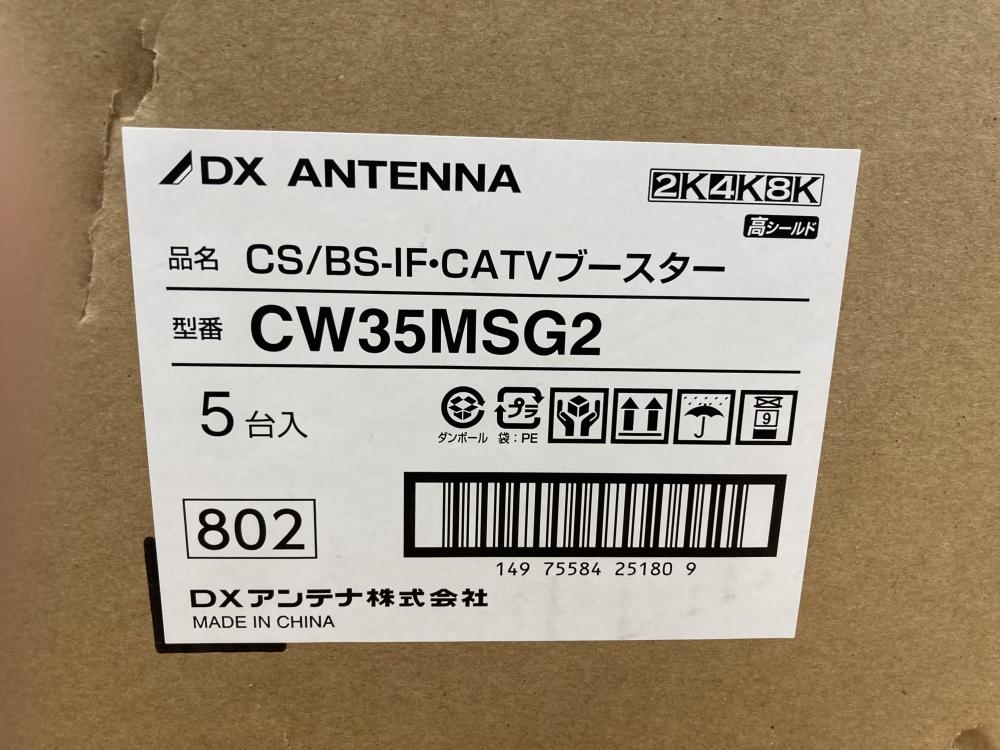 DX ANTENNA
2K4K8K
高シールド
品名 CS/BS-IF・CATVブースター
型番 CW35MSG2
5台入
プラ
9
ダンボール 袋：PE
802
149 75584 25180 9
DXアンテナ株式会社
MADE IN CHINA